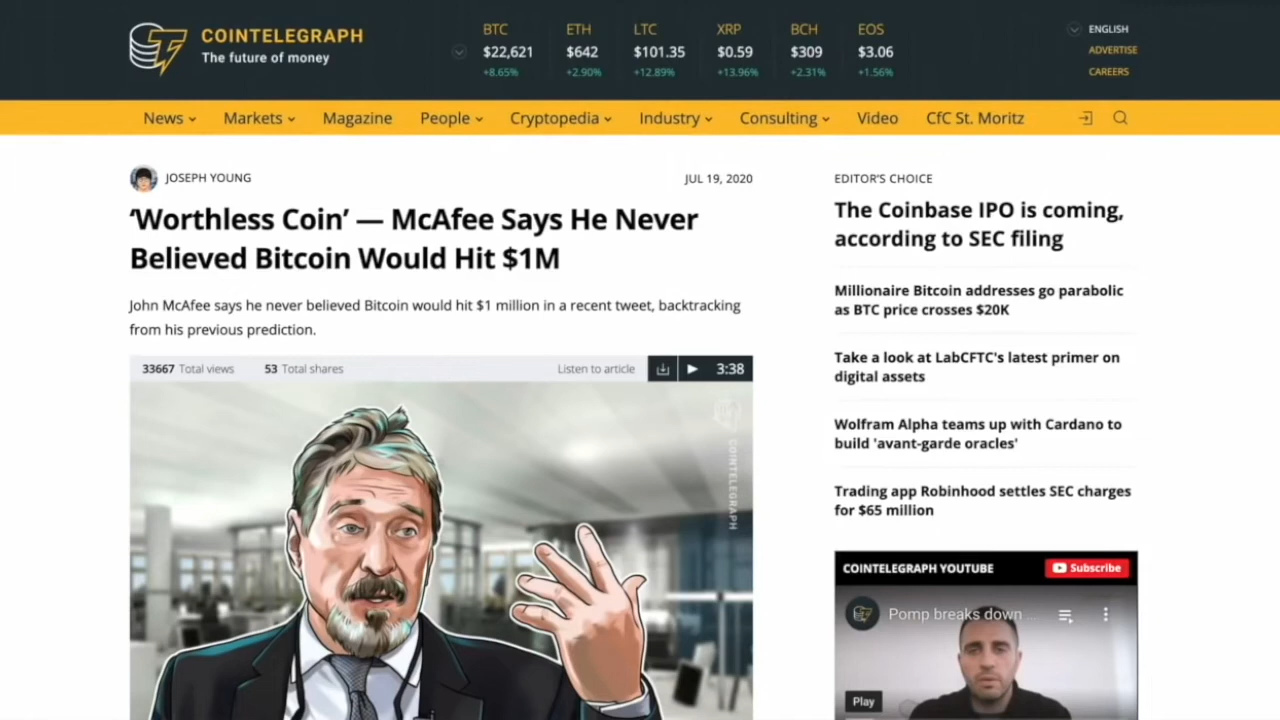 COINTELEGRAPH
The future of money
BTC
$22,621
+8.65%
ETH
$642
+2.90%
LTC
$101.35
+12.89%
XRP
$0.59
+13.96%
BCH
$309
+2.31%
EOS
$3.06
+1.56%
ENGLISH
ADVERTISE
CAREERS
News Markets Magazine People Cryptopedia Industry Consulting Video CfC St. Moritz
JOSEPH YOUNG
JUL 19, 2020
‘Worthless Coin’ — McAfee Says He Never
Believed Bitcoin Would Hit $1M
John McAfee says he never believed Bitcoin would hit $1 million in a recent tweet, backtracking
from his previous prediction.
33667 Total views 53 Total shares Listen to article 3:38
COINTELEGRAPH
EDITOR’S CHOICE
The Coinbase IPO is coming,
according to SEC filing
Millionaire Bitcoin addresses go parabolic
as BTC price crosses $20K
Take a look at LabCFTC's latest primer on
digital assets
Wolfram Alpha teams up with Cardano to
build 'avant-garde oracles'
Trading app Robinhood settles SEC charges
for $65 million
COINTELEGRAPH YOUTUBE
Subscribe
Pomp breaks down ...
Play